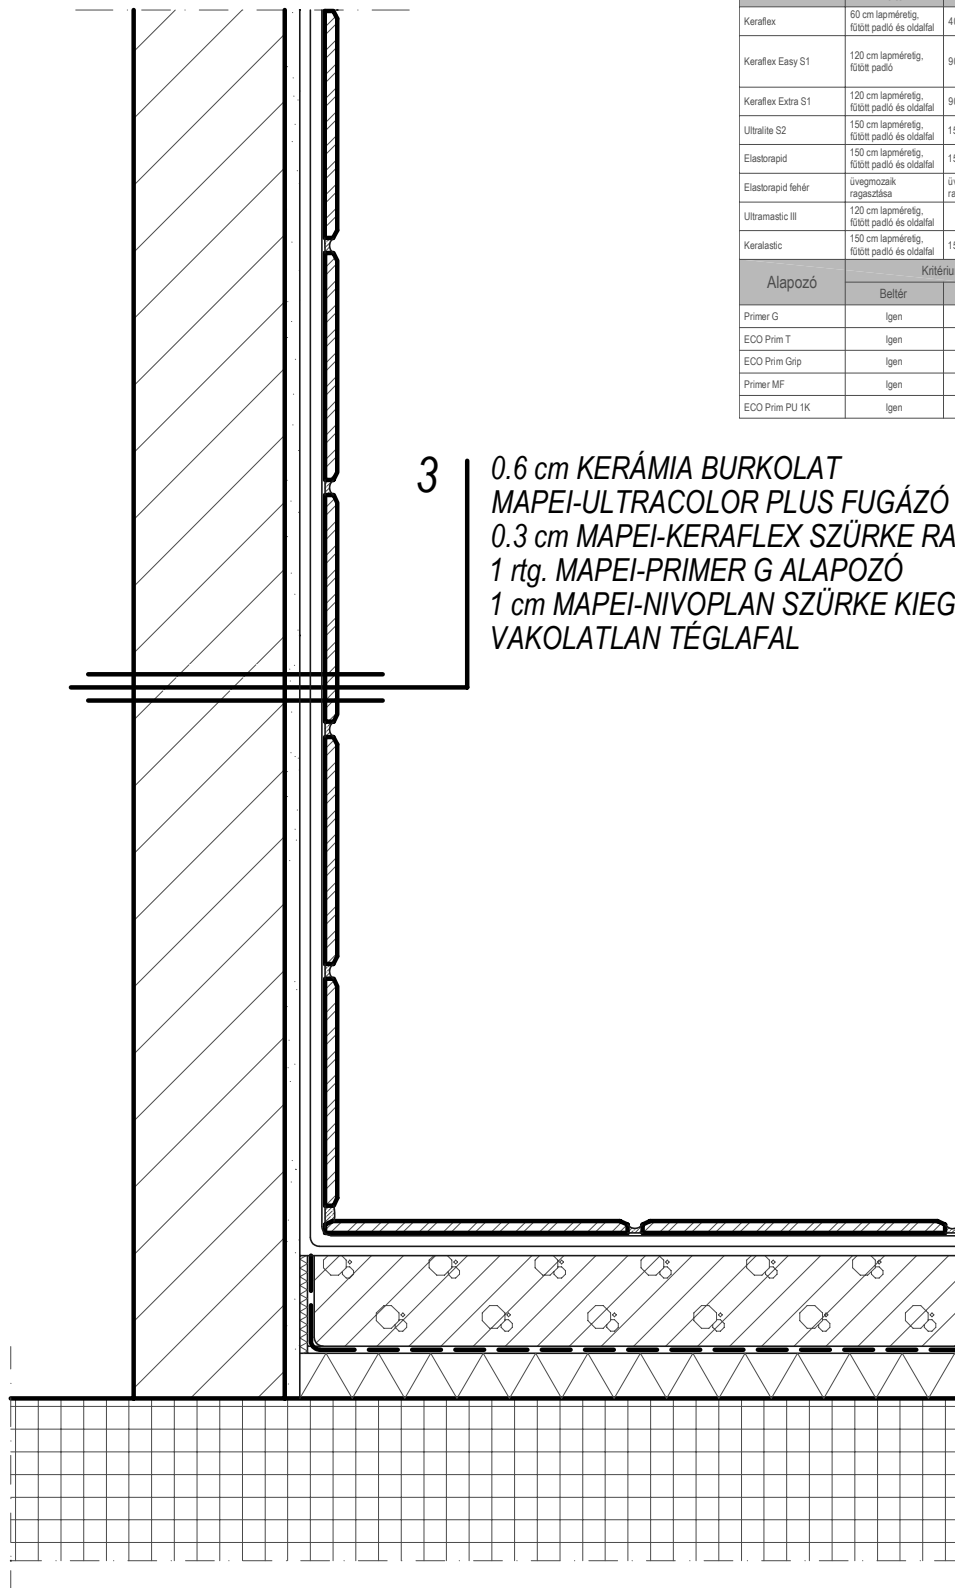 Keraflex
60 cm lapméretig,
fűtött padló és oldalfal
Keraflex Easy S1
120 cm lapméretig,
fűtött padló
Keraflex Extra S1
120 cm lapméretig,
fűtött padló és oldalfal
Ultralite S2
150 cm lapméretig,
fűtött padló és oldalfal
Elastorapid
150 cm lapméretig,
fűtött padló és oldalfal
Elastorapid fehér
üvegmozaik
ragasztása
Ultramastic III
120 cm lapméretig,
fűtött padló és oldalfal
Keralastic
150 cm lapméretig,
fűtött padló és oldalfal
Alapozó
Kritériu
Beltér
Primer G Igen
ECO Prim T Igen
ECO Prim Grip Igen
Primer MF Igen
ECO Prim PU 1K Igen
3
0.6 cm KERÁMIA BURKOLAT
MAPEI-ULTRACOLOR PLUS FUGÁZÓ
0.3 cm MAPEI-KERAFLEX SZÜRKE RA
1 rtg. MAPEI-PRIMER G ALAPOZÓ
1 cm MAPEI-NIVOPLAN SZÜRKE KIEG
VAKOLATLAN TÉGLAFAL